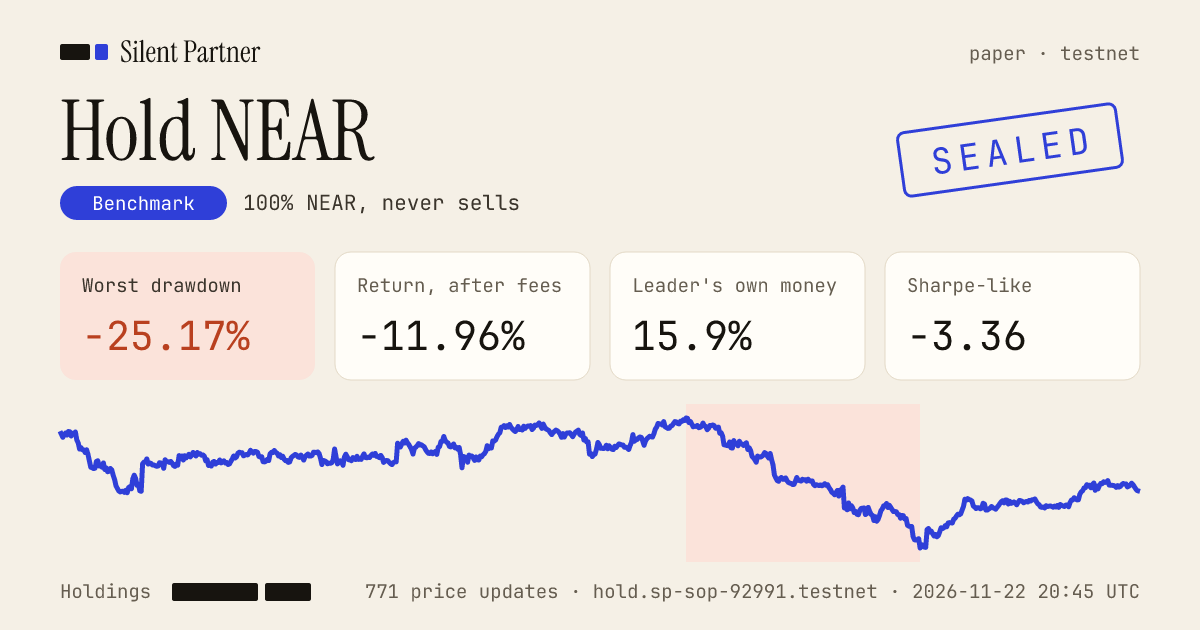 Silent Partner
paper · testnet
Hold NEAR
SEALED
Benchmark 100% NEAR, never sells
Worst drawdown
-25.17%
Return, after fees
-11.96%
Leader's own money
15.9%
Sharpe-like
-3.36
Holdings
771 price updates · hold.sp-sop-92991.testnet · 2026-11-22 20:45 UTC